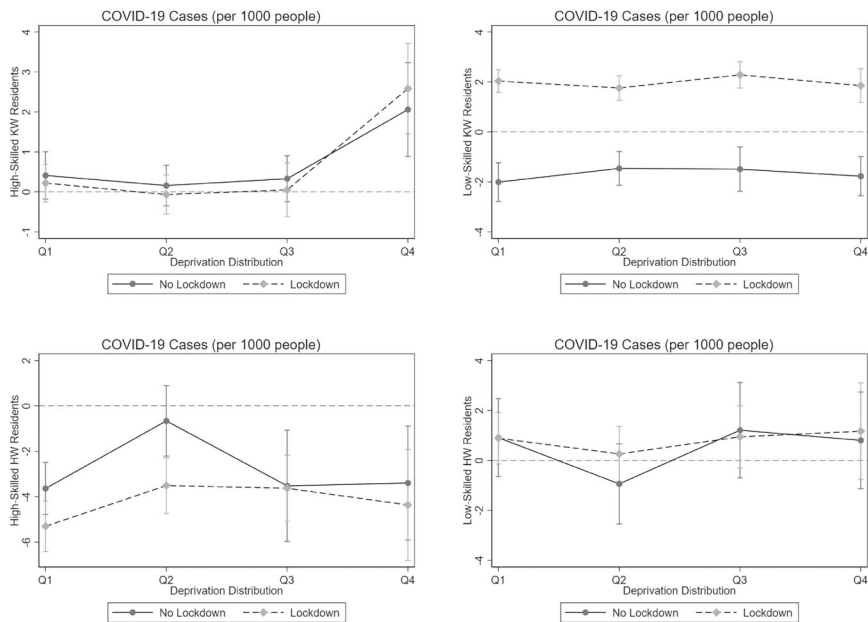 COVID-19 Cases (per 1000 people)
High-Skilled KW Residents
4
3
2
1
0
-1
Q1 Q2 Q3 Q4
Deprivation Distribution
No Lockdown Lockdown
COVID-19 Cases (per 1000 people)
Low-Skilled KW Residents
4
2
0
-2
-4
Q1 Q2 Q3 Q4
Deprivation Distribution
No Lockdown Lockdown
COVID-19 Cases (per 1000 people)
High-Skilled HW Residents
2
0
-2
-4
-6
Q1 Q2 Q3 Q4
Deprivation Distribution
No Lockdown Lockdown
COVID-19 Cases (per 1000 people)
Low-Skilled HW Residents
4
2
0
-2
-4
Q1 Q2 Q3 Q4
Deprivation Distribution
No Lockdown Lockdown